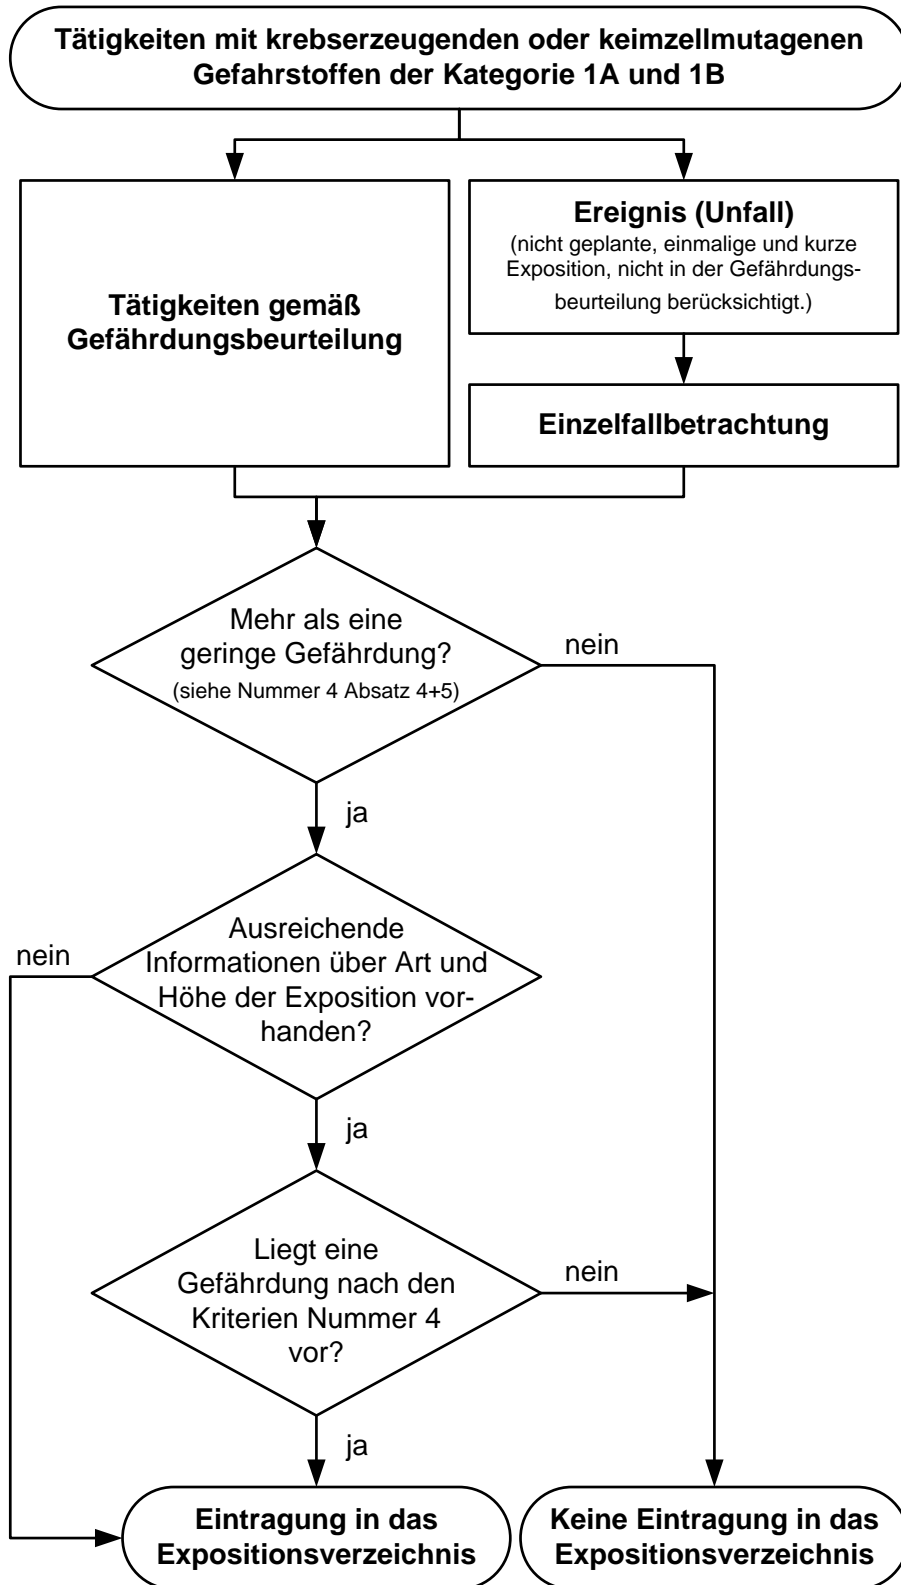 Tätigkeiten mit krebserzeugenden oder keimzellmutagenen
Gefahrstoffen der Kategorie 1A und 1B
Tätigkeiten gemäß
Gefährdungsbeurteilung
Ereignis (Unfall)
(nicht geplante, einmalige und kurze
Exposition, nicht in der Gefährdungs-
beurteilung berücksichtigt.)
Einzelfallbetrachtung
Mehr als eine
geringe Gefährdung?
(siehe Nummer 4 Absatz 4+5)
nein
ja
Ausreichende
Informationen über Art und
Höhe der Exposition vor-
handen?
nein
ja
Liegt eine
Gefährdung nach den
Kriterien Nummer 4
vor?
nein
ja
Eintragung in das
Expositionsverzeichnis
Keine Eintragung in das
Expositionsverzeichnis